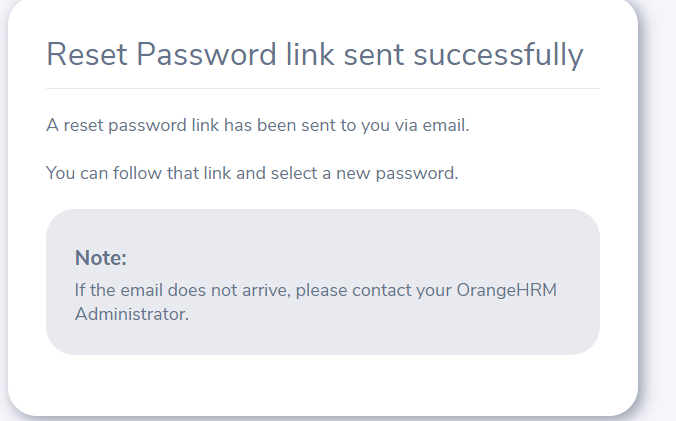 Reset Password link sent successfully
A reset password link has been sent to you via email.
You can follow that link and select a new password.
Note:
If the email does not arrive, please contact your OrangeHRM
Administrator.